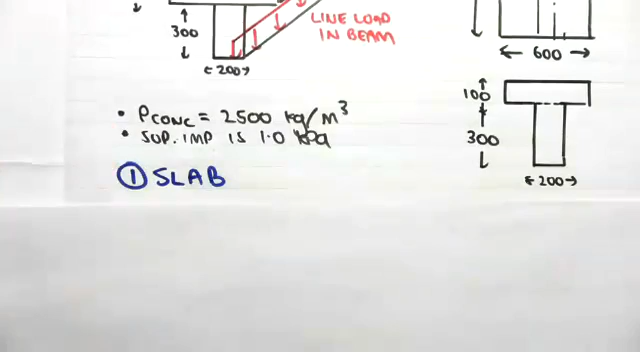 300
200
LINE LOAD
IN BEAM
600
100
300
200
• ρconc = 2500 kg/m³
• SUP. IMP IS 1.0 kPa
① SLAB